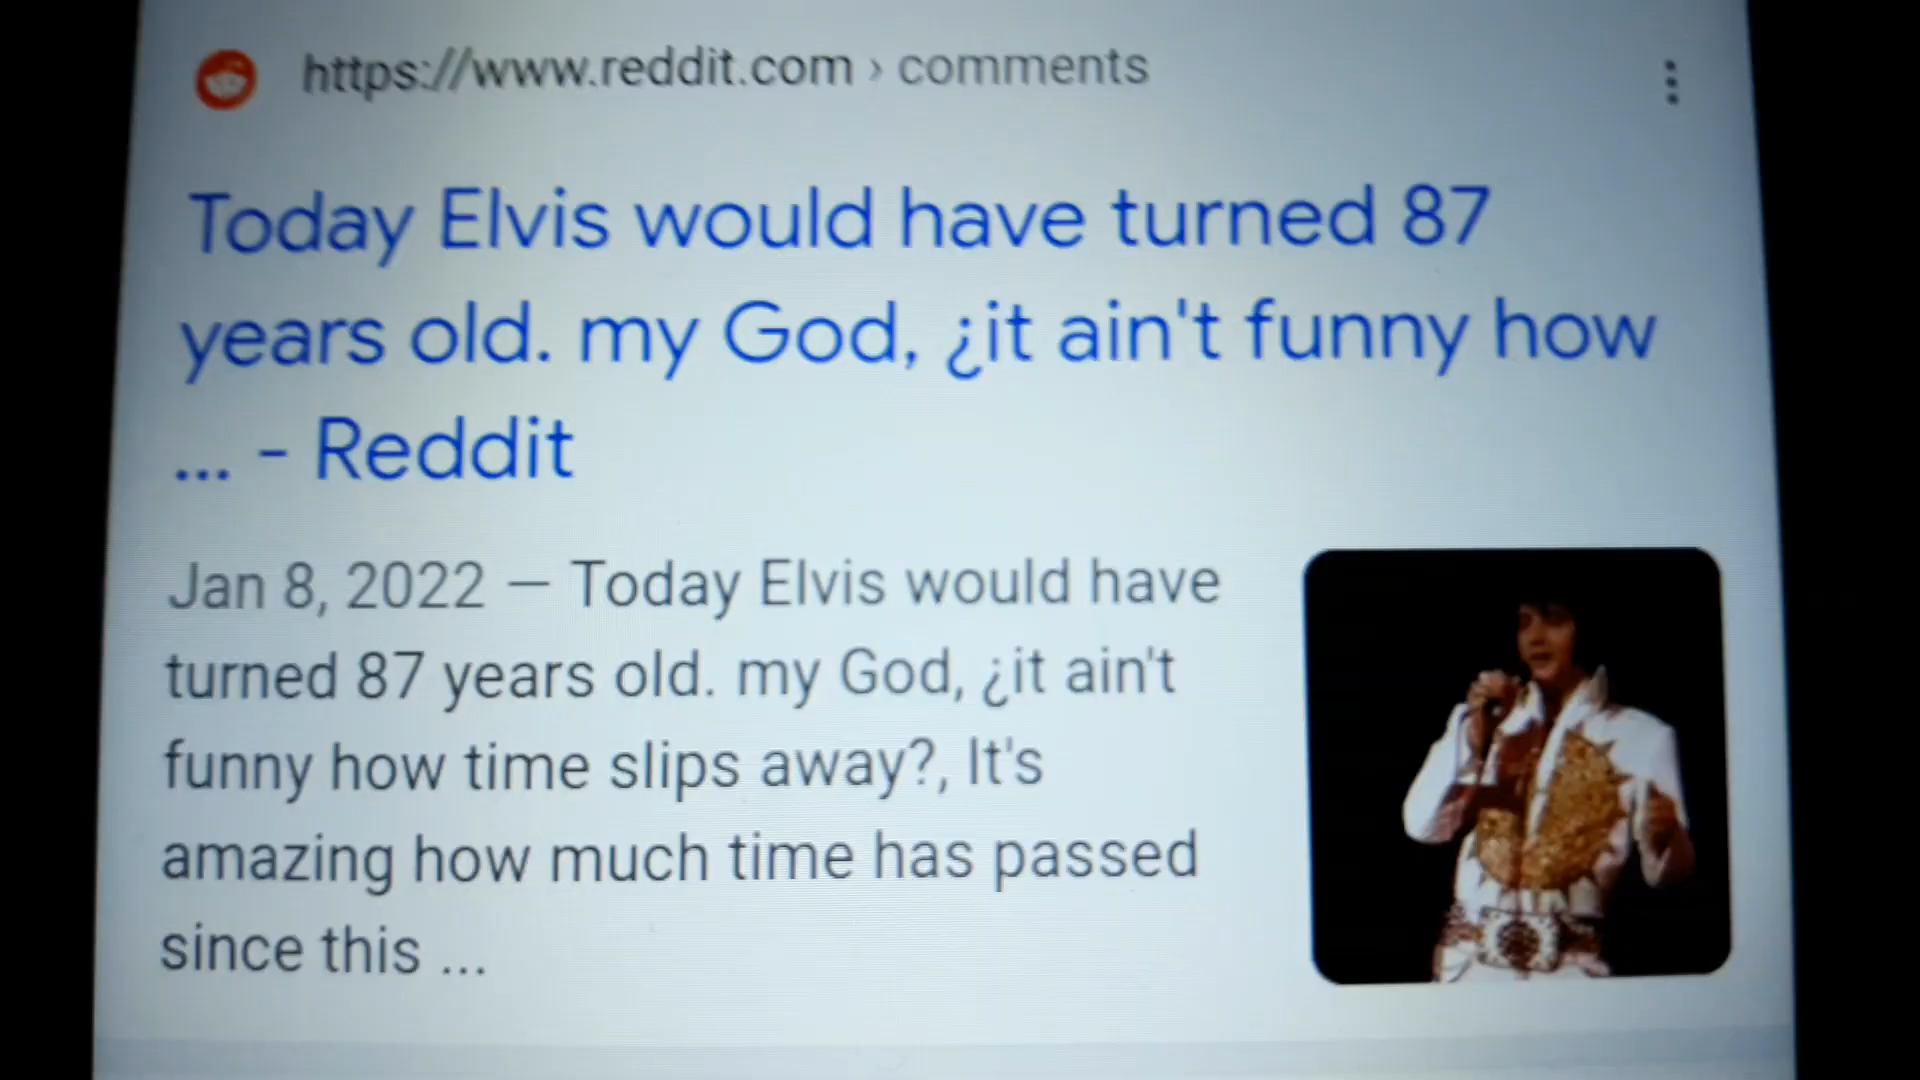 https://www.reddit.com › comments
Today Elvis would have turned 87
years old. my God, ¿it ain't funny how
... - Reddit
Jan 8, 2022 — Today Elvis would have
turned 87 years old. my God, ¿it ain't
funny how time slips away?, It's
amazing how much time has passed
since this ...